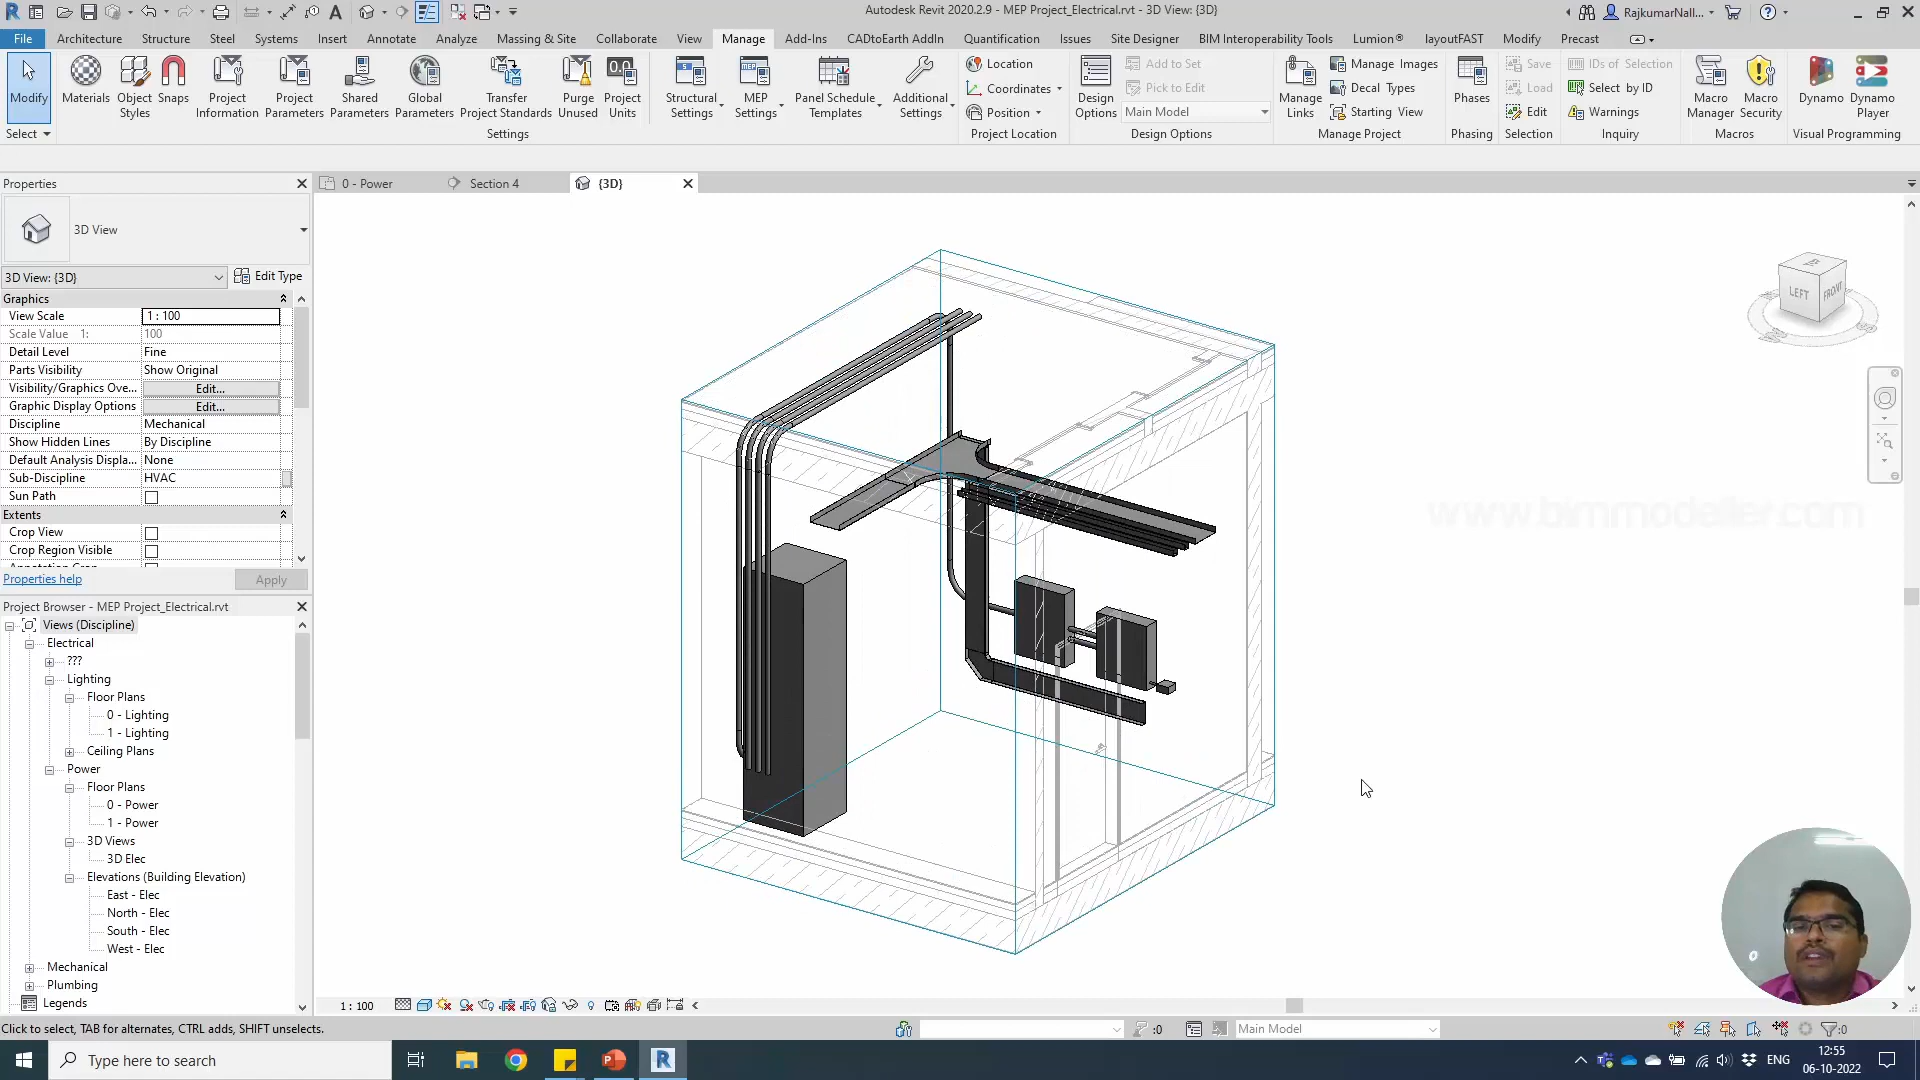 Autodesk Revit 2020.2.9 - MEP Project_Electrical.rvt - 3D View: {3D}
RajkumarNall...
File Architecture Structure Steel Systems Insert Annotate Analyze Massing & Site Collaborate View Manage Add-Ins CADtoEarth AddIn Quantification Issues Site Designer BIM Interoperability Tools Lumion® layoutFAST Modify Precast
Modify
Materials
Object Styles
Snaps
Project Information
Project Parameters
Shared Parameters
Global Parameters
Transfer Project Standards
Purge Unused
Project Units
Structural Settings
MEP Settings
Panel Schedule Templates
Additional Settings
Location
Coordinates
Position
Design Options
Add to Set
Pick to Edit
Main Model
Manage Links
Manage Images
Decal Types
Starting View
Phases
Save
Load
Edit
IDs of Selection
Select by ID
Warnings
Macro Manager
Macro Security
Dynamo
Dynamo Player
Select
Settings
Project Location
Design Options
Manage Project
Phasing
Selection
Inquiry
Macros
Visual Programming
Properties
0 - Power
Section 4
{3D}
3D View
3D View: {3D}
Edit Type
Graphics
View Scale 1 : 100
Scale Value 1: 100
Detail Level Fine
Parts Visibility Show Original
Visibility/Graphics Ove... Edit...
Graphic Display Options Edit...
Discipline Mechanical
Show Hidden Lines By Discipline
Default Analysis Displa... None
Sub-Discipline HVAC
Sun Path
Extents
Crop View
Crop Region Visible
Properties help
Apply
LEFT
FRONT
www.bimmodeller.com
Project Browser - MEP Project_Electrical.rvt
Views (Discipline)
Electrical
???
Lighting
Floor Plans
0 - Lighting
1 - Lighting
Ceiling Plans
Power
Floor Plans
0 - Power
1 - Power
3D Views
3D Elec
Elevations (Building Elevation)
East - Elec
North - Elec
South - Elec
West - Elec
Mechanical
Plumbing
Legends
1 : 100
Click to select, TAB for alternates, CTRL adds, SHIFT unselects.
:0
Main Model
:0
Type here to search
ENG
12:55
06-10-2022